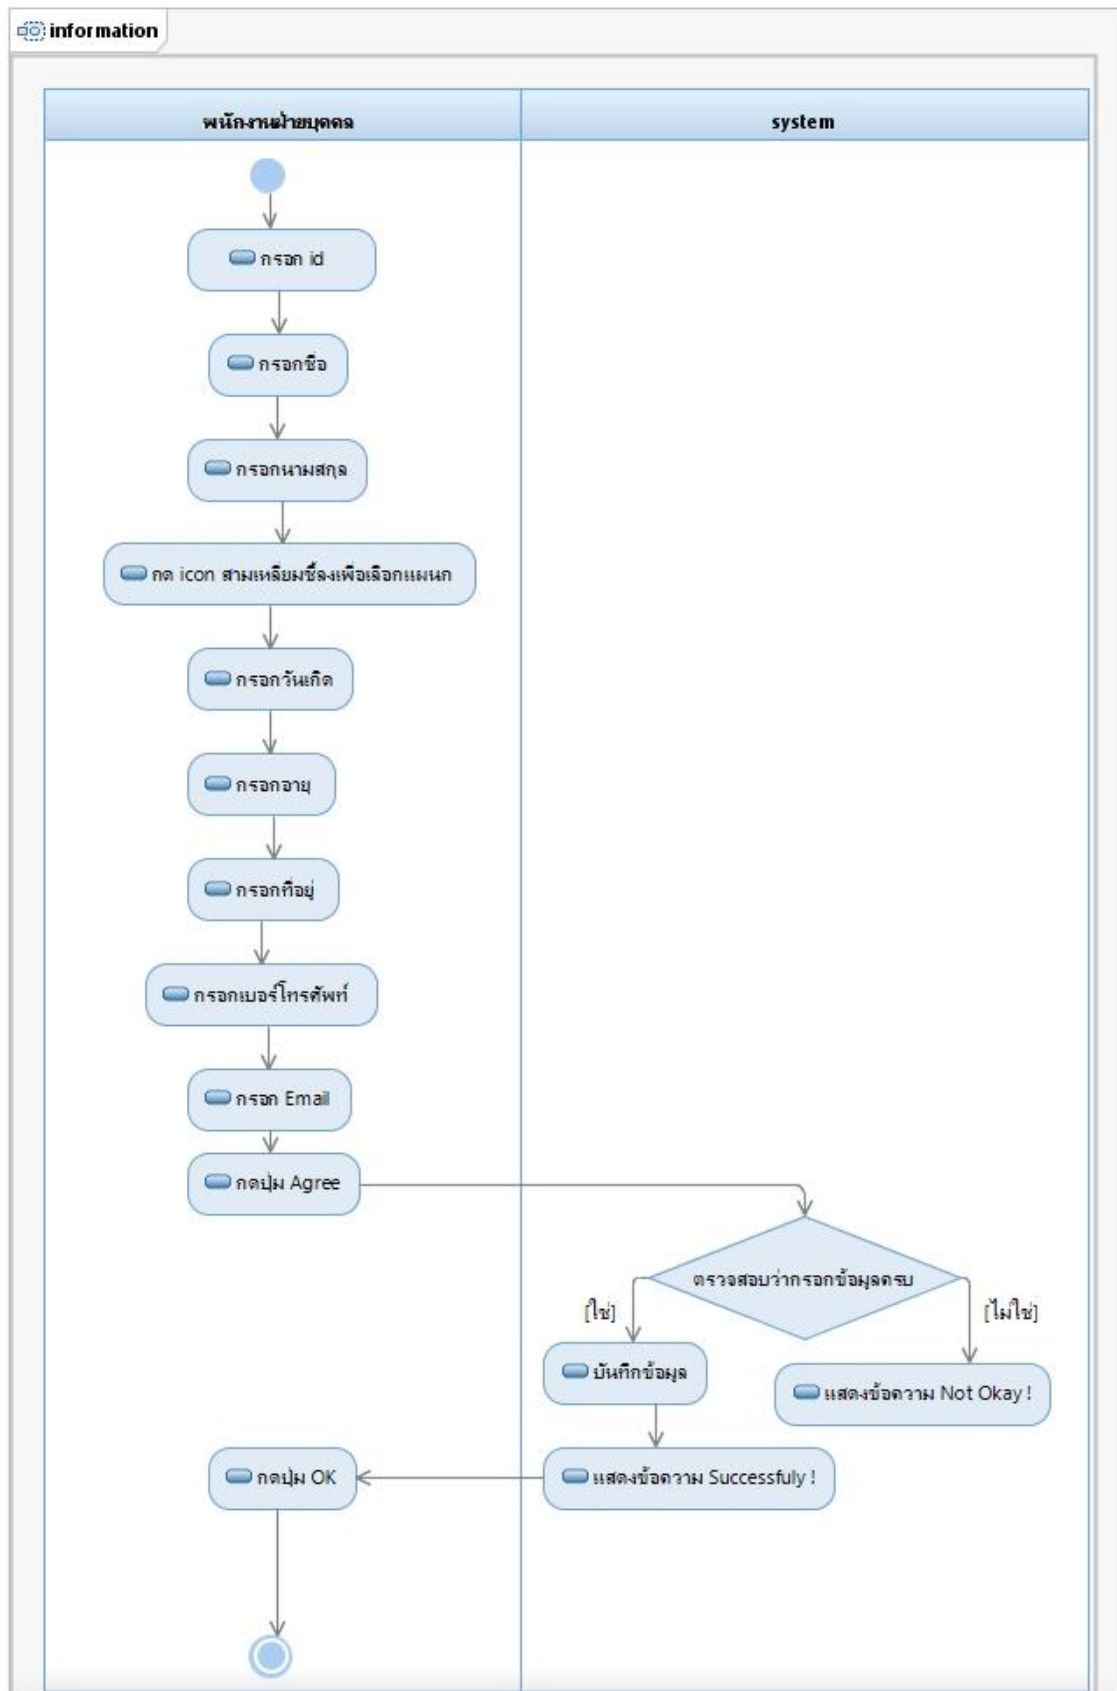 information
พนักงานฝ่ายบุคคล
system
กรอก id
กรอกชื่อ
กรอกนามสกุล
กด icon สามเหลี่ยมชี้ลงเพื่อเลือกแผนก
กรอกวันเกิด
กรอกอายุ
กรอกที่อยู่
กรอกเบอร์โทรศัพท์
กรอก Email
กดปุ่ม Agree
ตรวจสอบว่ากรอกข้อมูลครบ
[ใช่]
[ไม่ใช่]
บันทึกข้อมูล
แสดงข้อความ Not Okay !
กดปุ่ม OK
แสดงข้อความ Successfuly !